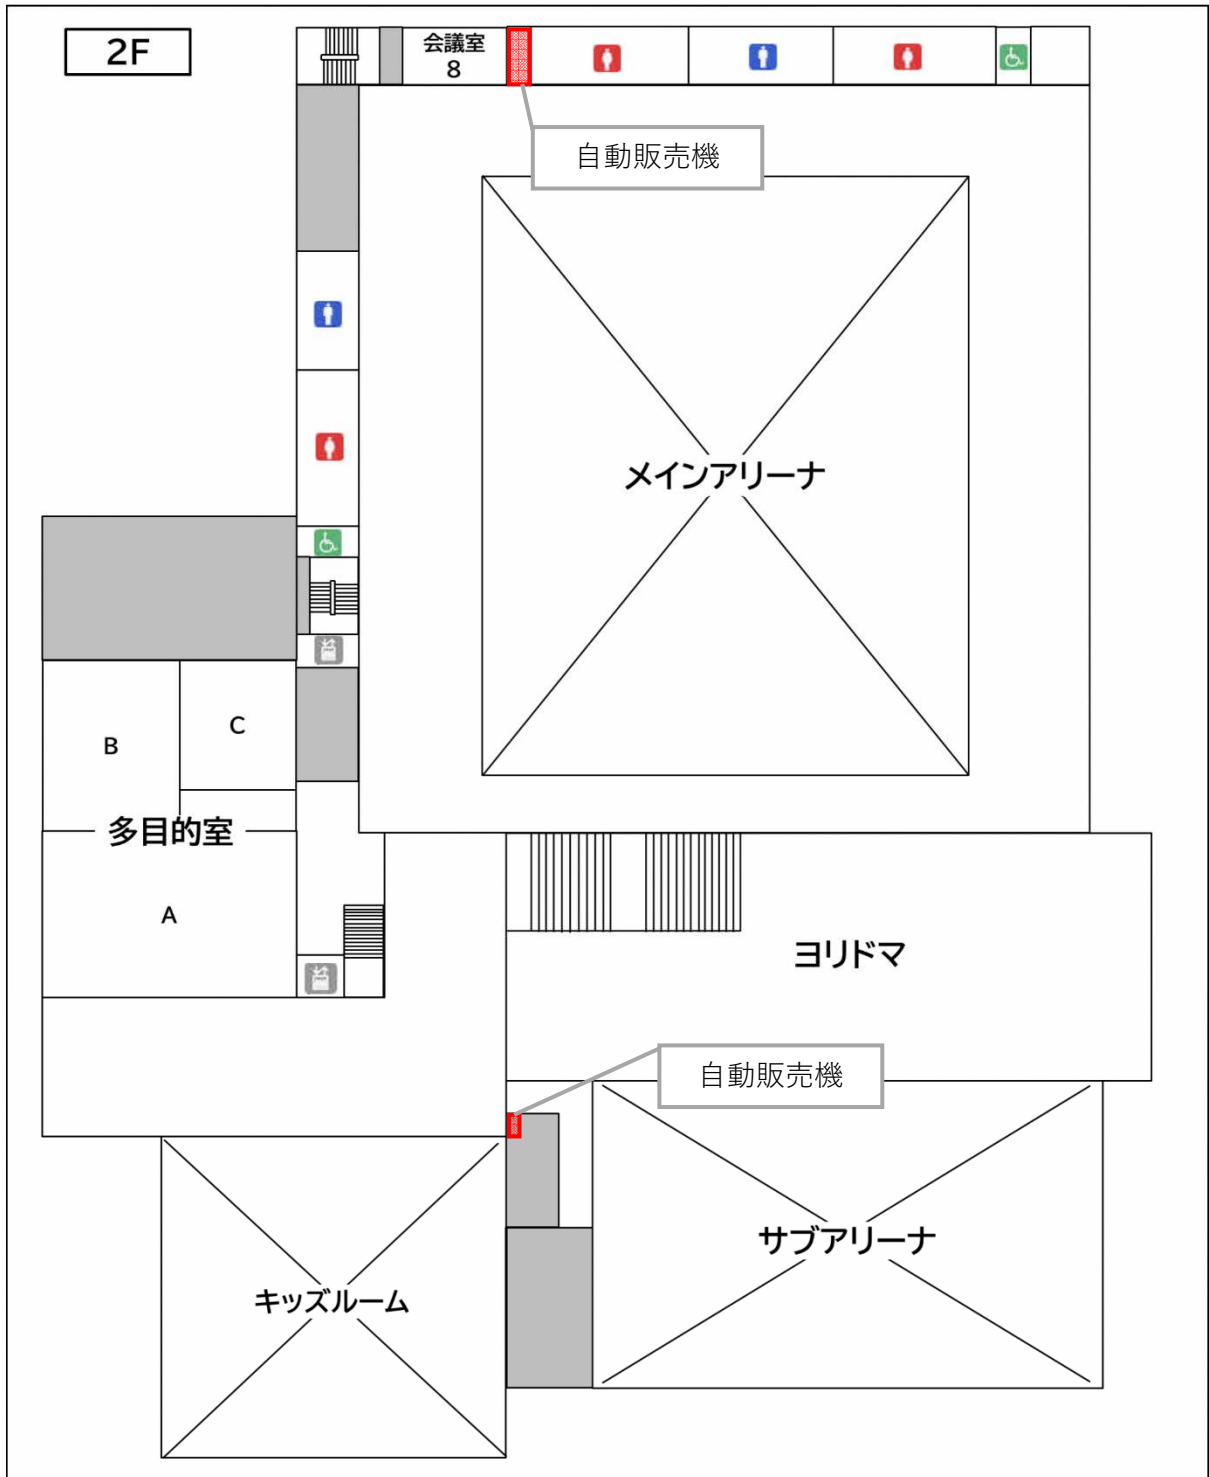 2F
会議室
8
自動販売機
メインアリーナ
B
C
多目的室
A
ヨリドマ
自動販売機
サブアリーナ
キッズルーム